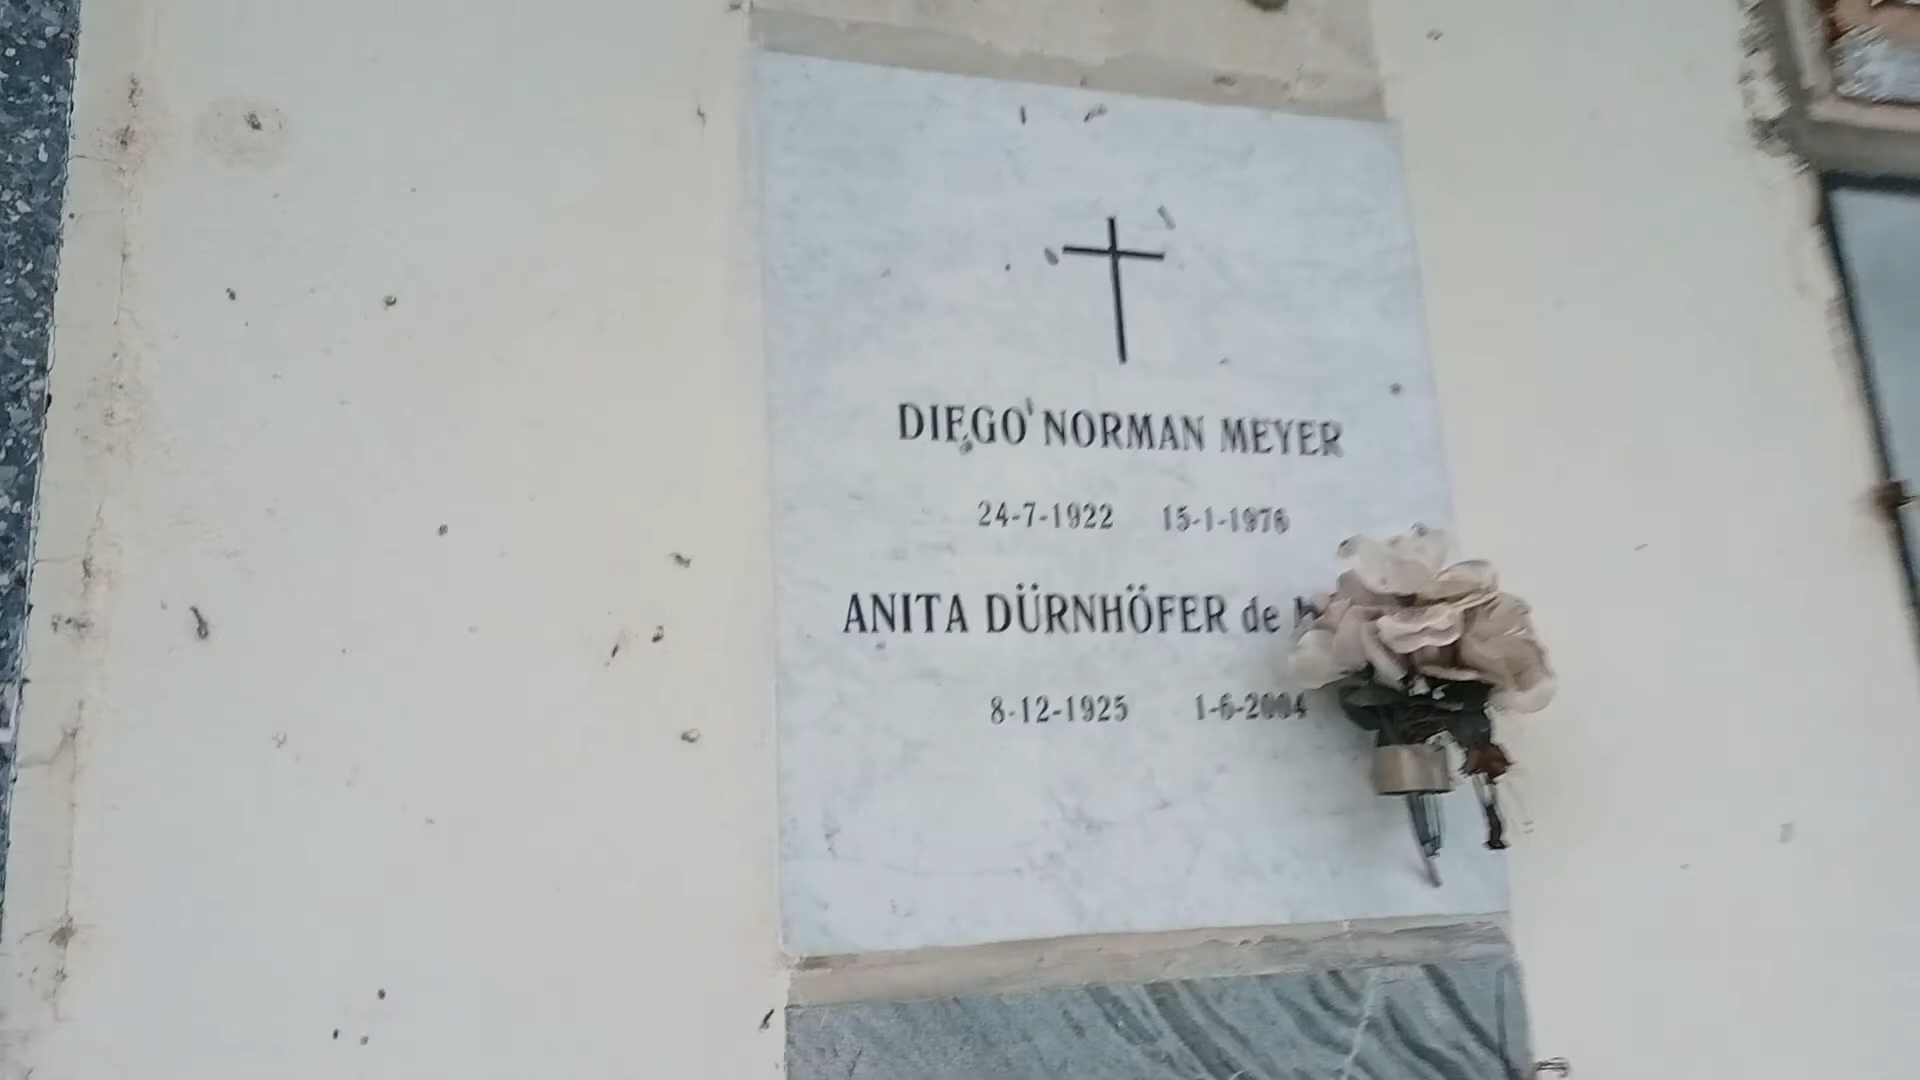 DIEGO NORMAN MEYER
24-7-1922 15-1-1976
ANITA DÜRNHÖFER de
8-12-1925 1-6-2004